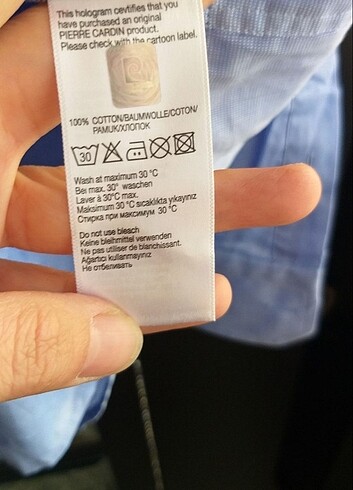 This hologram certifies that you
have purchased an original
PIERRE CARDIN product.
Please check with the cartoon label.
100% COTTON/BAUMWOLLE/COTON/
PAMUK/ХЛОПОК
30
Wash at maximum 30 °C
Bei max. 30° waschen
Laver à 30°C max.
Maksimum 30 °C sıcaklıkta yıkayınız
Стирка при максимум 30 °C
Do not use bleach
Keine bleihmittel verwenden
Ne pas utiliser de blanchissant.
Ağartıcı kullanmayınız
Не отбеливать